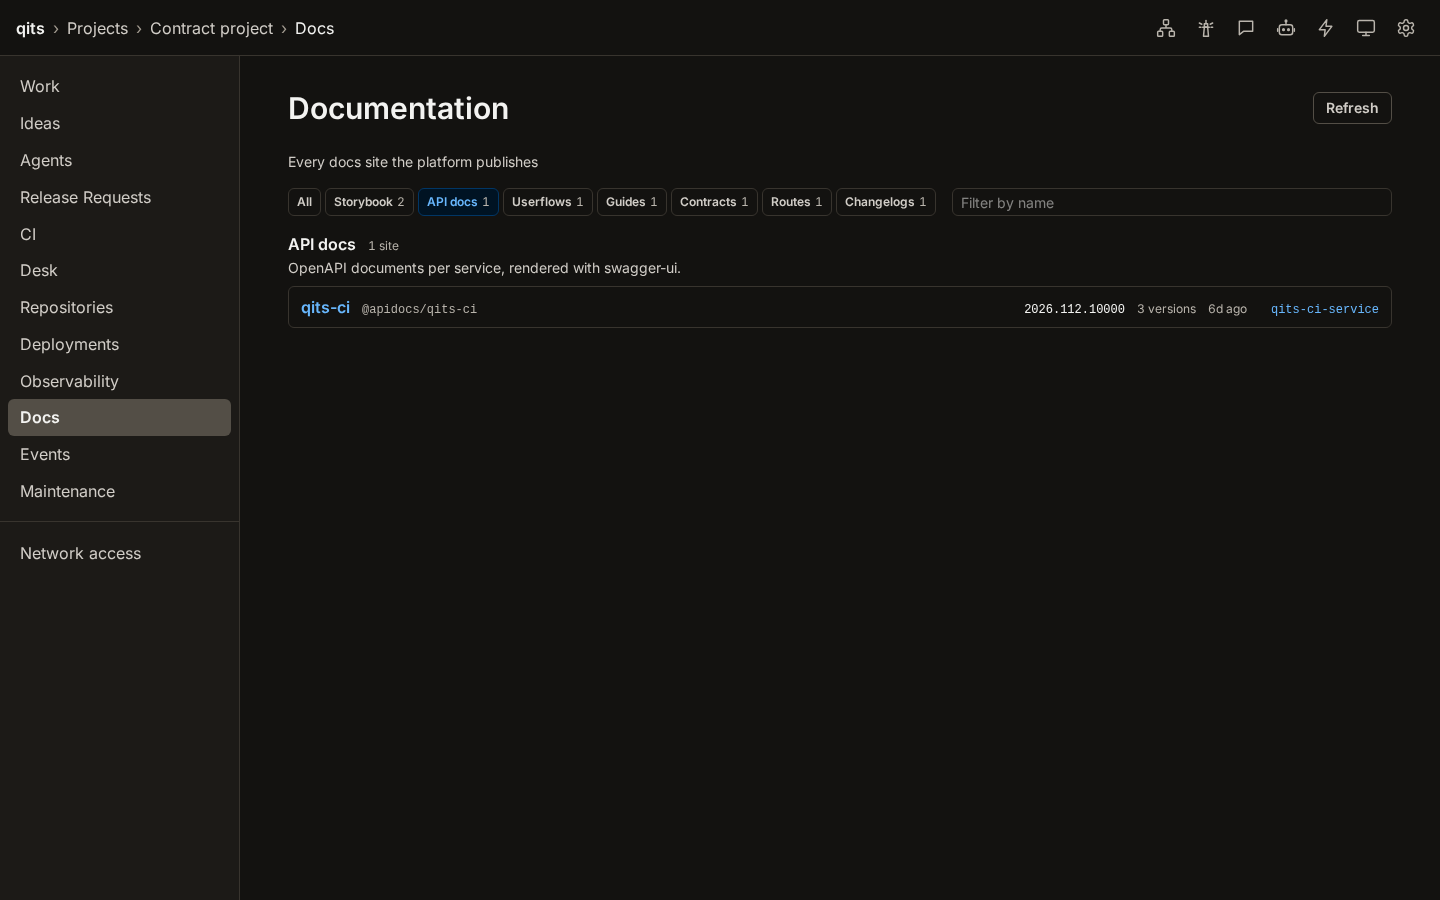 qits › Projects › Contract project › Docs
Work
Ideas
Agents
Release Requests
CI
Desk
Repositories
Deployments
Observability
Docs
Events
Maintenance
Network access
Documentation
Refresh
Every docs site the platform publishes
All Storybook 2 API docs 1 Userflows 1 Guides 1 Contracts 1 Routes 1 Changelogs 1 Filter by name
API docs 1 site
OpenAPI documents per service, rendered with swagger-ui.
qits-ci @apidocs/qits-ci 2026.112.10000 3 versions 6d ago qits-ci-service